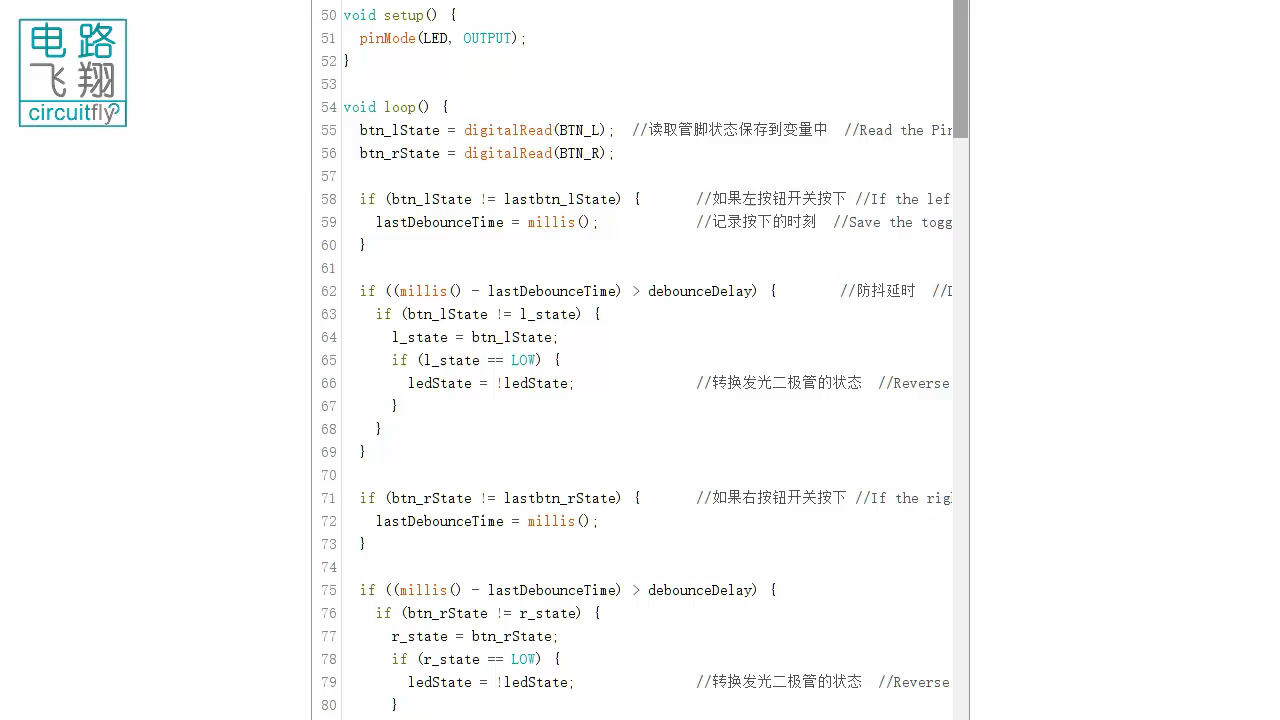 电路
飞翔
circuitfly
50 void setup() {
51   pinMode(LED, OUTPUT);
52 }
53
54 void loop() {
55   btn_lState = digitalRead(BTN_L);  //读取管脚状态保存到变量中  //Read the Pin
56   btn_rState = digitalRead(BTN_R);
57
58   if (btn_lState != lastbtn_lState) {       //如果左按钮开关按下 //If the lef
59     lastDebounceTime = millis();            //记录按下的时刻  //Save the togg
60   }
61
62   if ((millis() - lastDebounceTime) > debounceDelay) {        //防抖延时  //
63     if (btn_lState != l_state) {
64       l_state = btn_lState;
65       if (l_state == LOW) {
66         ledState = !ledState;               //转换发光二极管的状态  //Reverse
67       }
68     }
69   }
70
71   if (btn_rState != lastbtn_rState) {       //如果右按钮开关按下 //If the rig
72     lastDebounceTime = millis();
73   }
74
75   if ((millis() - lastDebounceTime) > debounceDelay) {
76     if (btn_rState != r_state) {
77       r_state = btn_rState;
78       if (r_state == LOW) {
79         ledState = !ledState;               //转换发光二极管的状态  //Reverse
80       }